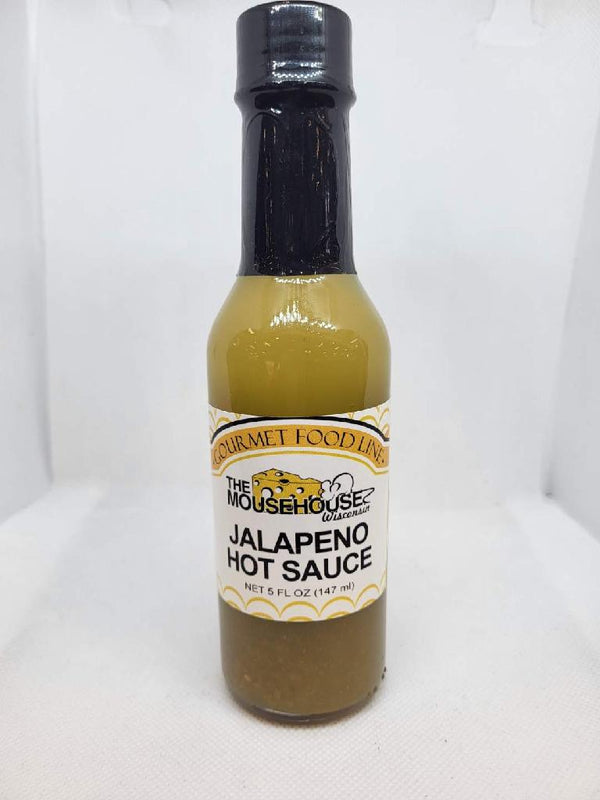 GOURMET FOOD LINE
THE
MOUSEHOUSE
Wisconsin
JALAPENO
HOT SAUCE
NET 5 FL OZ (147 ml)